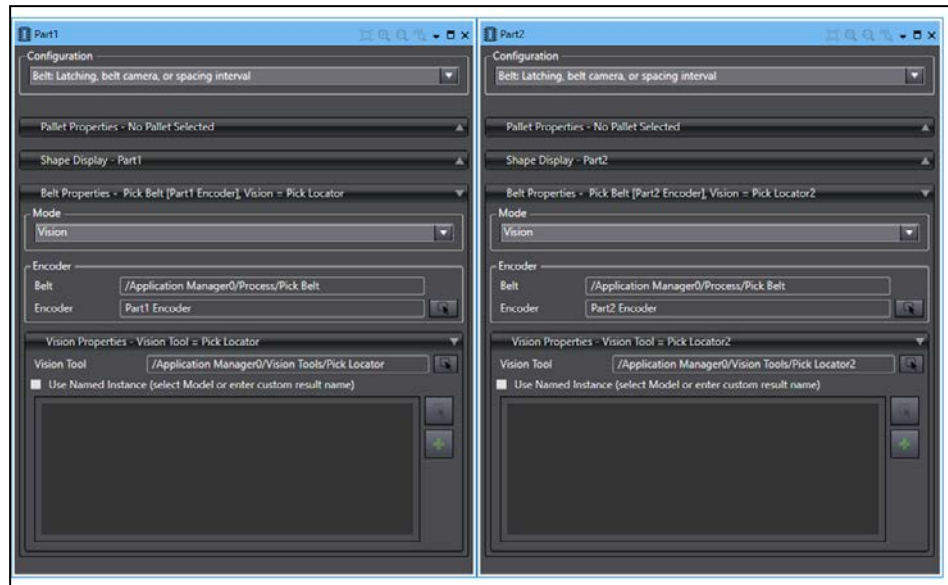 Part1
Configuration
Belt: Latching, belt camera, or spacing interval
Pallet Properties - No Pallet Selected
Shape Display - Part1
Belt Properties - Pick Belt [Part1 Encoder], Vision = Pick Locator
Mode
Vision
Encoder
Belt /Application Manager0/Process/Pick Belt
Encoder Part1 Encoder
Vision Properties - Vision Tool = Pick Locator
Vision Tool /Application Manager0/Vision Tools/Pick Locator
Use Named Instance (select Model or enter custom result name)
Part2
Configuration
Belt: Latching, belt camera, or spacing interval
Pallet Properties - No Pallet Selected
Shape Display - Part2
Belt Properties - Pick Belt [Part2 Encoder], Vision = Pick Locator2
Mode
Vision
Encoder
Belt /Application Manager0/Process/Pick Belt
Encoder Part2 Encoder
Vision Properties - Vision Tool = Pick Locator2
Vision Tool /Application Manager0/Vision Tools/Pick Locator2
Use Named Instance (select Model or enter custom result name)